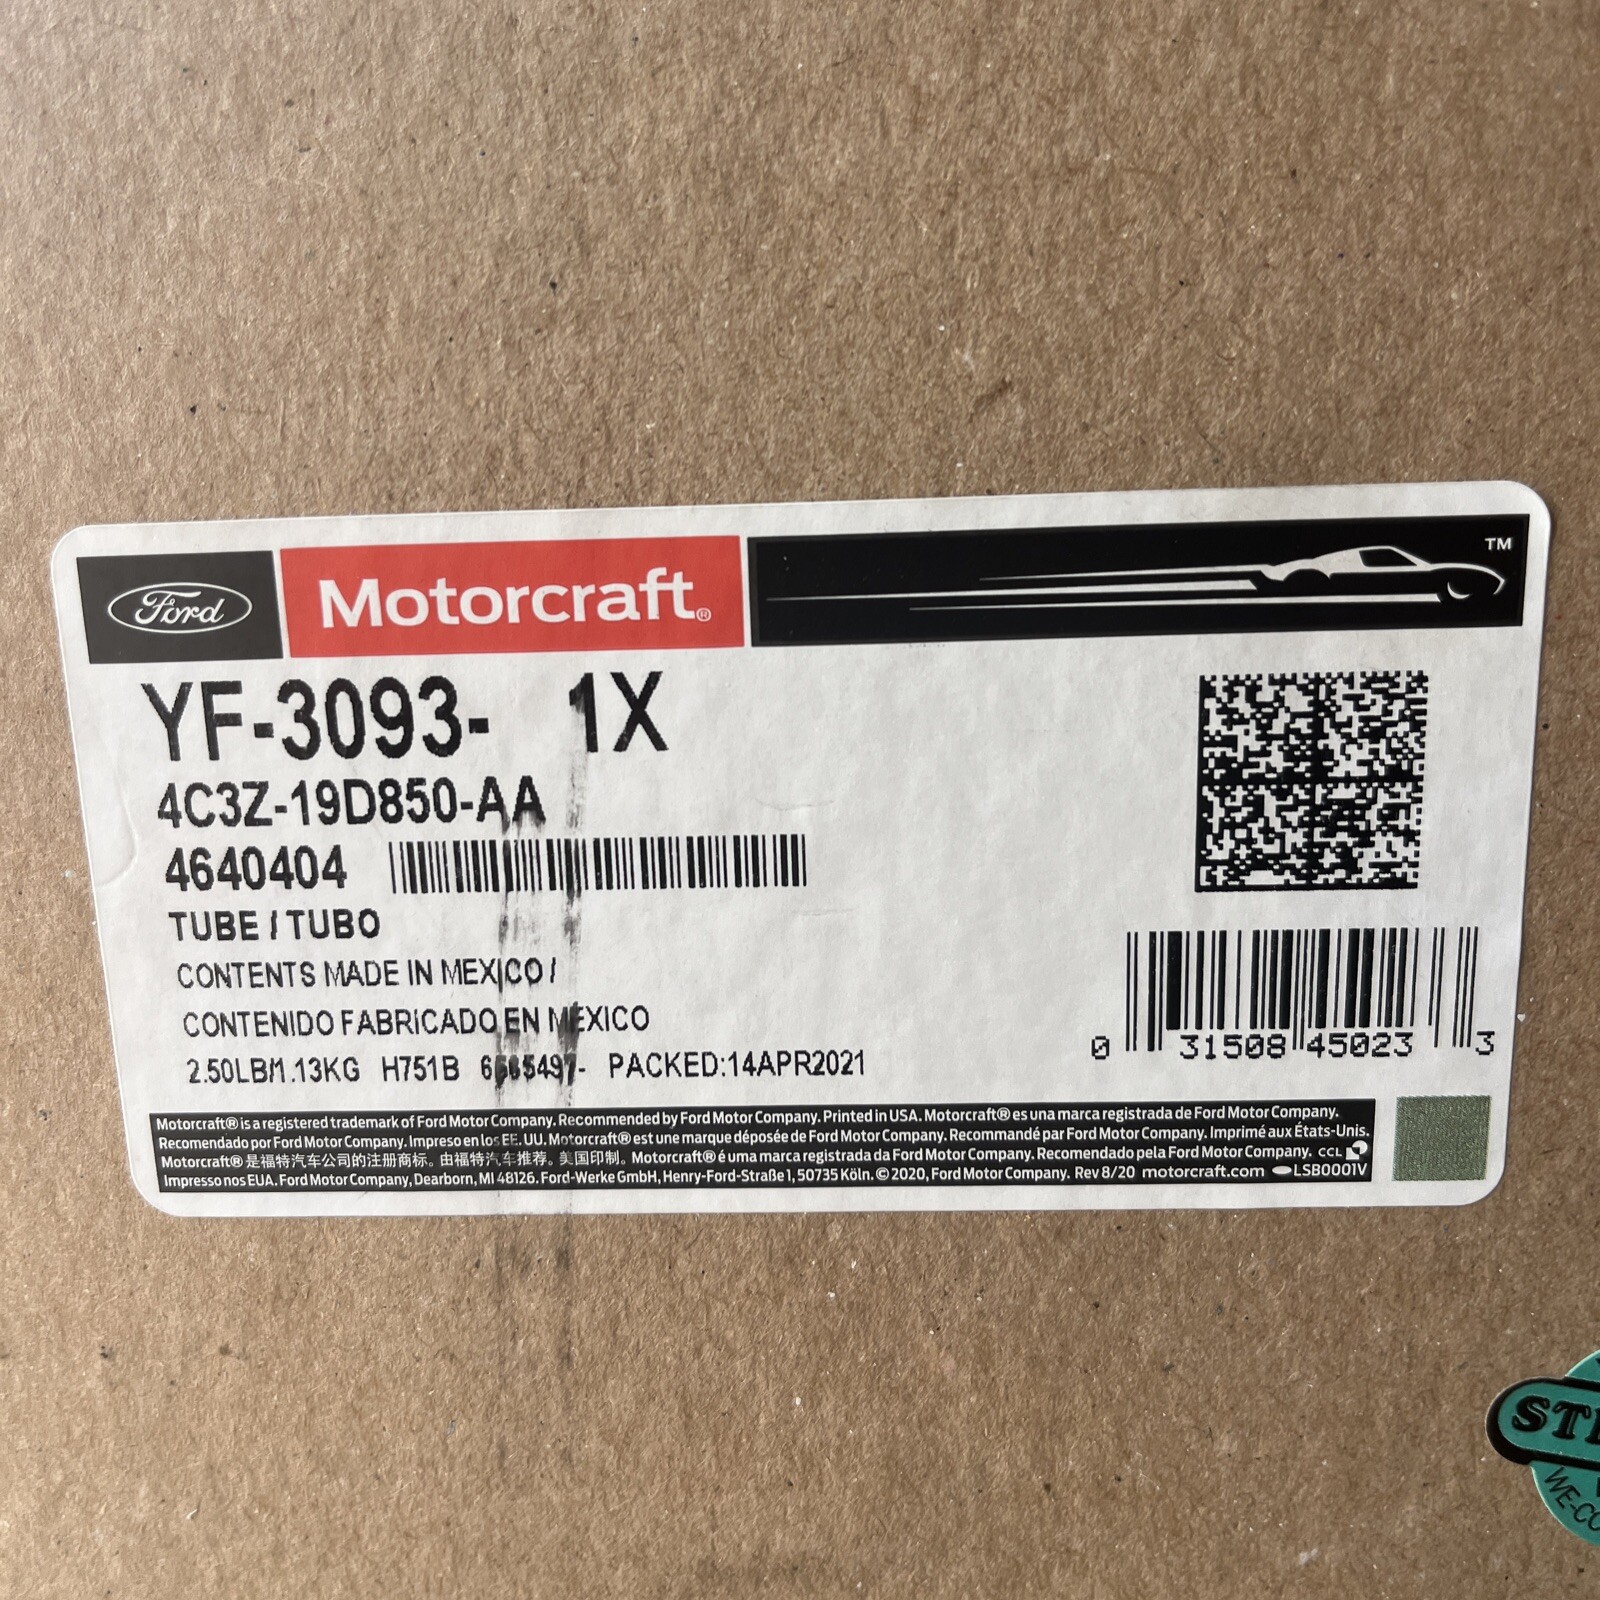 Ford Motorcraft® TM
YF-3093- 1X
4C3Z-19D850-AA
4640404
TUBE / TUBO
CONTENTS MADE IN MEXICO /
CONTENIDO FABRICADO EN MÉXICO
2.50LB/1.13KG H751B PACKED:14APR2021
0 31508 45023 3
Motorcraft® is a registered trademark of Ford Motor Company. Recommended by Ford Motor Company. Printed in USA. Motorcraft® es una marca registrada de Ford Motor Company.
Recomendado por Ford Motor Company. Impreso en los EE. UU. Motorcraft® est une marque déposée de Ford Motor Company. Recommandé par Ford Motor Company. Imprimé aux États-Unis.
Motorcraft® 是福特汽车公司的注册商标。由福特汽车推荐。美国印制。Motorcraft® é uma marca registrada da Ford Motor Company. Recomendado pela Ford Motor Company. CCL
Impresso nos EUA. Ford Motor Company, Dearborn, MI 48126. Ford-Werke GmbH, Henry-Ford-Straße 1, 50735 Köln. © 2020, Ford Motor Company. Rev 8/20 motorcraft.com LSB0001V